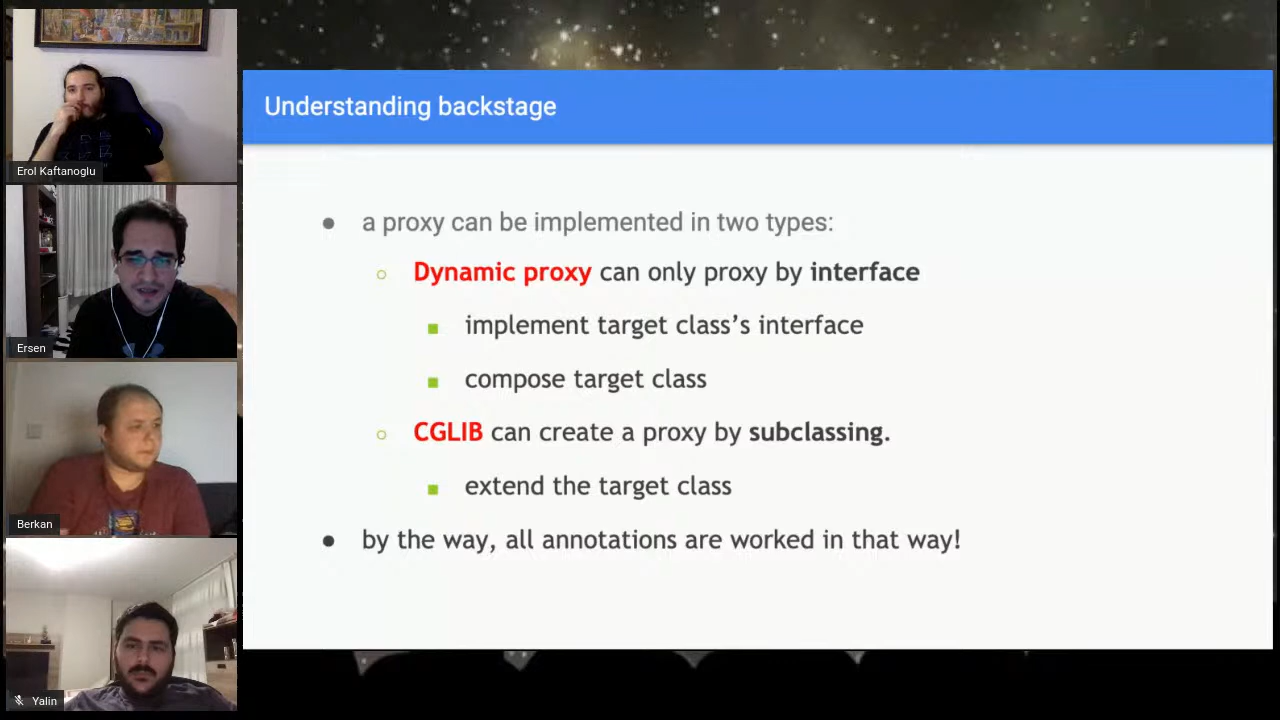 Erol Kaftanoglu
Ersen
Berkan
Yalin
Understanding backstage
● a proxy can be implemented in two types:
○ Dynamic proxy can only proxy by interface
■ implement target class’s interface
■ compose target class
○ CGLIB can create a proxy by subclassing.
■ extend the target class
● by the way, all annotations are worked in that way!